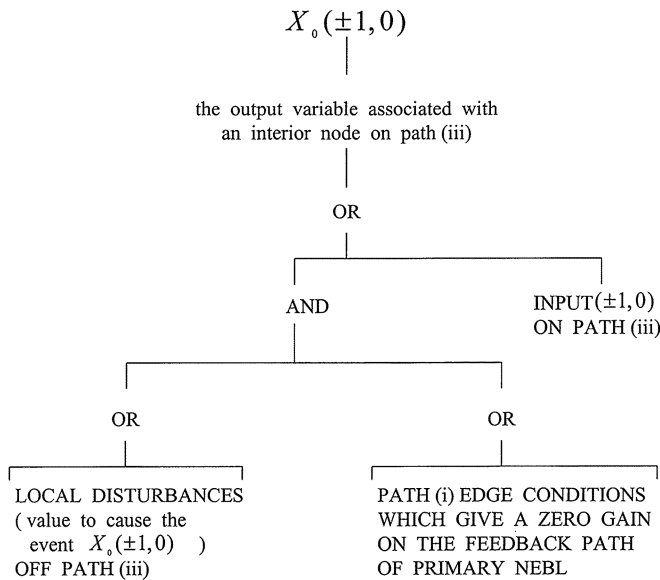 X₀(±1,0)
the output variable associated with
an interior node on path (iii)
OR
AND
INPUT(±1,0)
ON PATH (iii)
OR
OR
LOCAL DISTURBANCES
( value to cause the
event X₀(±1,0) )
OFF PATH (iii)
PATH (i) EDGE CONDITIONS
WHICH GIVE A ZERO GAIN
ON THE FEEDBACK PATH
OF PRIMARY NEBL